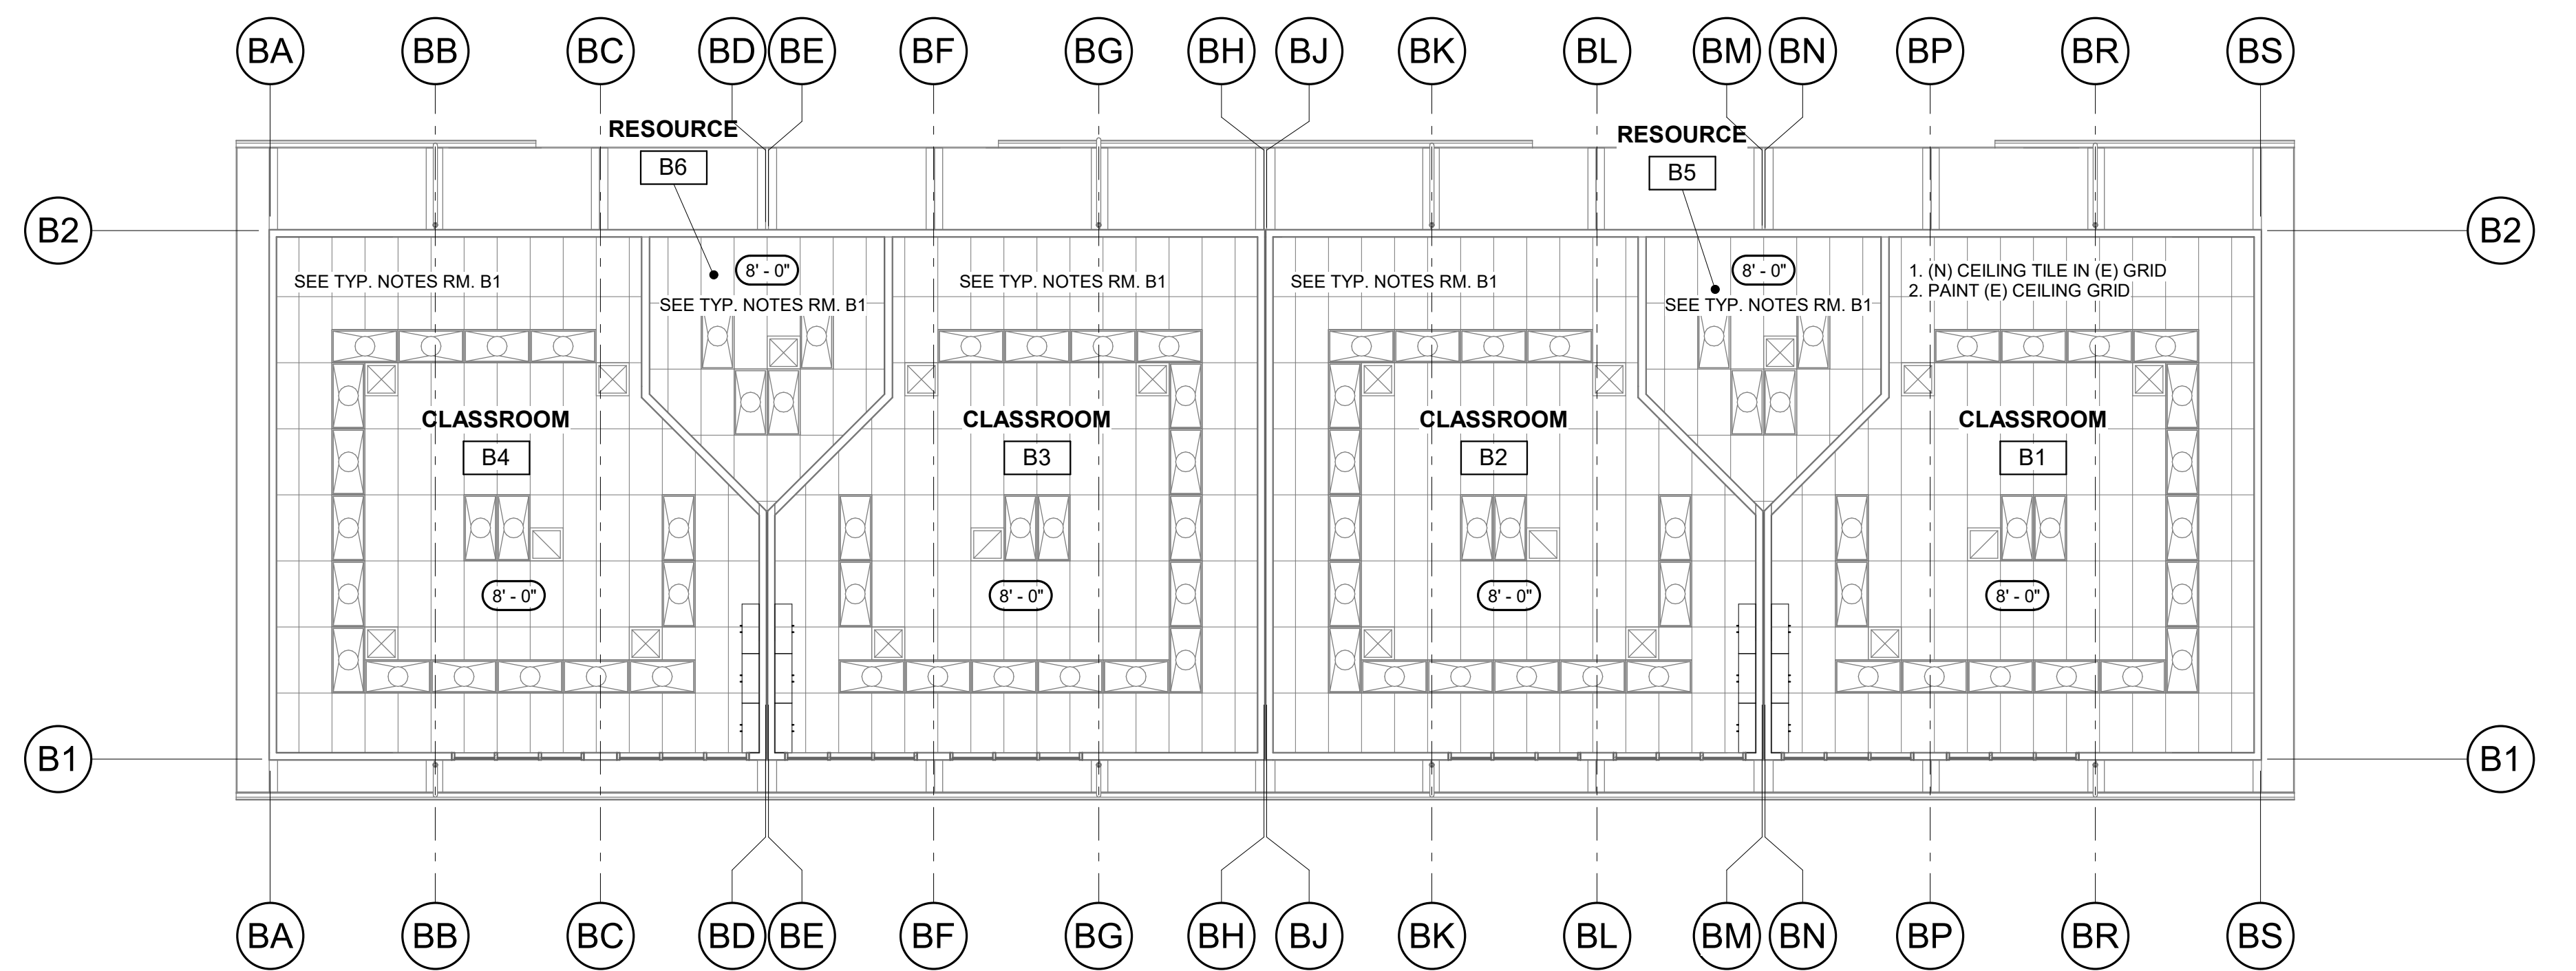 BA BB BC BD BE BF BG BH BJ BK BL BM BN BP BR BS
RESOURCE
B6
RESOURCE
B5
B2
B2
SEE TYP. NOTES RM. B1
8' - 0"
SEE TYP. NOTES RM. B1
SEE TYP. NOTES RM. B1
SEE TYP. NOTES RM. B1
8' - 0"
SEE TYP. NOTES RM. B1
1. (N) CEILING TILE IN (E) GRID
2. PAINT (E) CEILING GRID
CLASSROOM
B4
CLASSROOM
B3
CLASSROOM
B2
CLASSROOM
B1
8' - 0"
8' - 0"
8' - 0"
8' - 0"
B1
B1
BA BB BC BD BE BF BG BH BJ BK BL BM BN BP BR BS